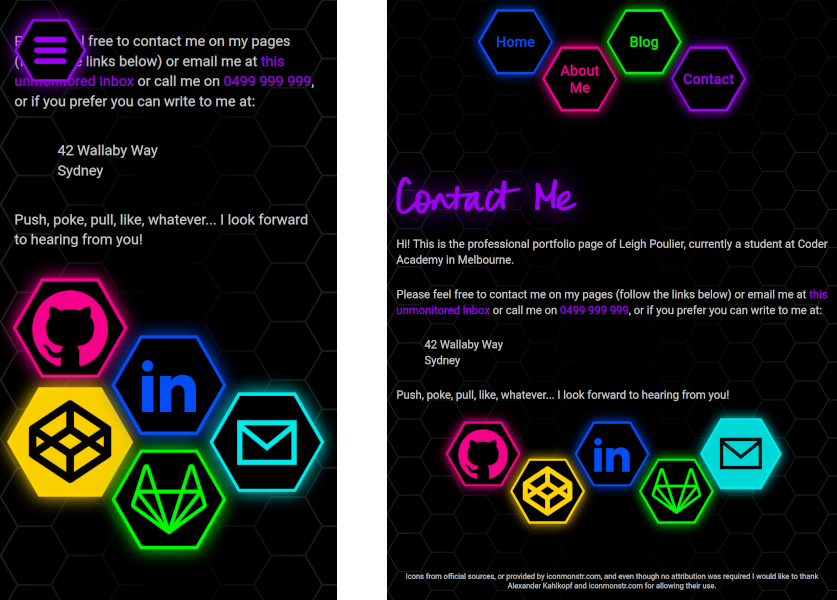 free to contact me on my pages
links below) or email me at this
unmonitored inbox or call me on 0499 999 999,
or if you prefer you can write to me at:
42 Wallaby Way
Sydney
Push, poke, pull, like, whatever... I look forward
to hearing from you!
in
Home
About
Me
Blog
Contact
Contact Me
Hi! This is the professional portfolio page of Leigh Poulier, currently a student at Coder
Academy in Melbourne.
Please feel free to contact me on my pages (follow the links below) or email me at this
unmonitored inbox or call me on 0499 999 999, or if you prefer you can write to me at:
42 Wallaby Way
Sydney
Push, poke, pull, like, whatever... I look forward to hearing from you!
in
Icons from official sources, or provided by iconmonstr.com, and even though no attribution was required I would like to thank
Alexander Kahlkopf and iconmonstr.com for allowing their use.